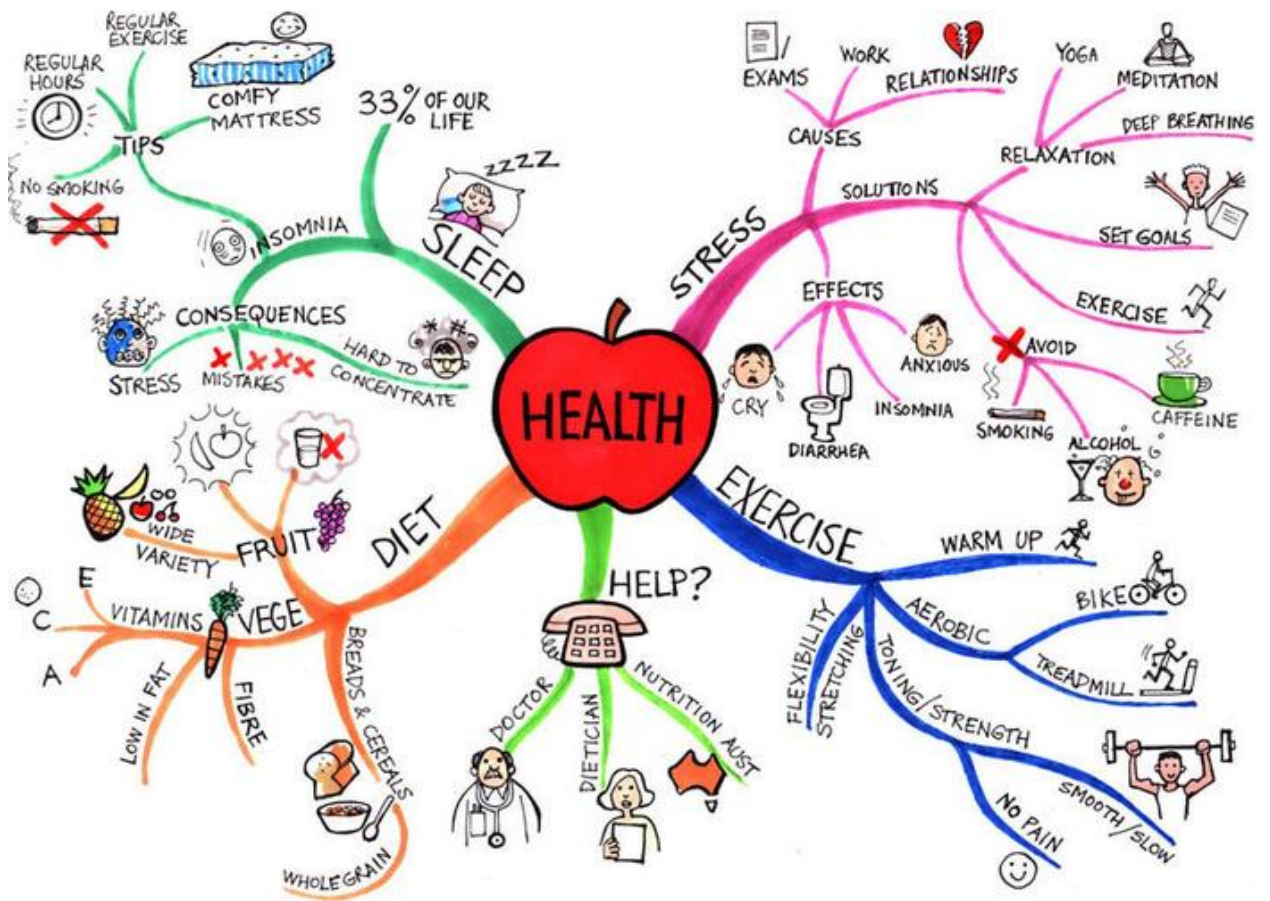 HEALTH
SLEEP
33% OF OUR
LIFE
ZZZZ
INSOMNIA
TIPS
REGULAR
HOURS
REGULAR
EXERCISE
COMFY
MATTRESS
NO SMOKING
CONSEQUENCES
STRESS
MISTAKES
HARD TO
CONCENTRATE
STRESS
CAUSES
EXAMS
WORK
RELATIONSHIPS
SOLUTIONS
RELAXATION
YOGA
MEDITATION
DEEP BREATHING
SET GOALS
EXERCISE
AVOID
SMOKING
ALCOHOL
CAFFEINE
EFFECTS
CRY
DIARRHEA
INSOMNIA
ANXIOUS
EXERCISE
WARM UP
AEROBIC
BIKE
TREADMILL
TONING/STRENGTH
SMOOTH/SLOW
NO PAIN
FLEXIBILITY
STRETCHING
HELP?
DOCTOR
DIETICIAN
NUTRITION AUST
DIET
FRUIT
WIDE
VARIETY
VEGE
VITAMINS
E
C
A
LOW IN FAT
FIBRE
BREADS & CEREALS
WHOLEGRAIN